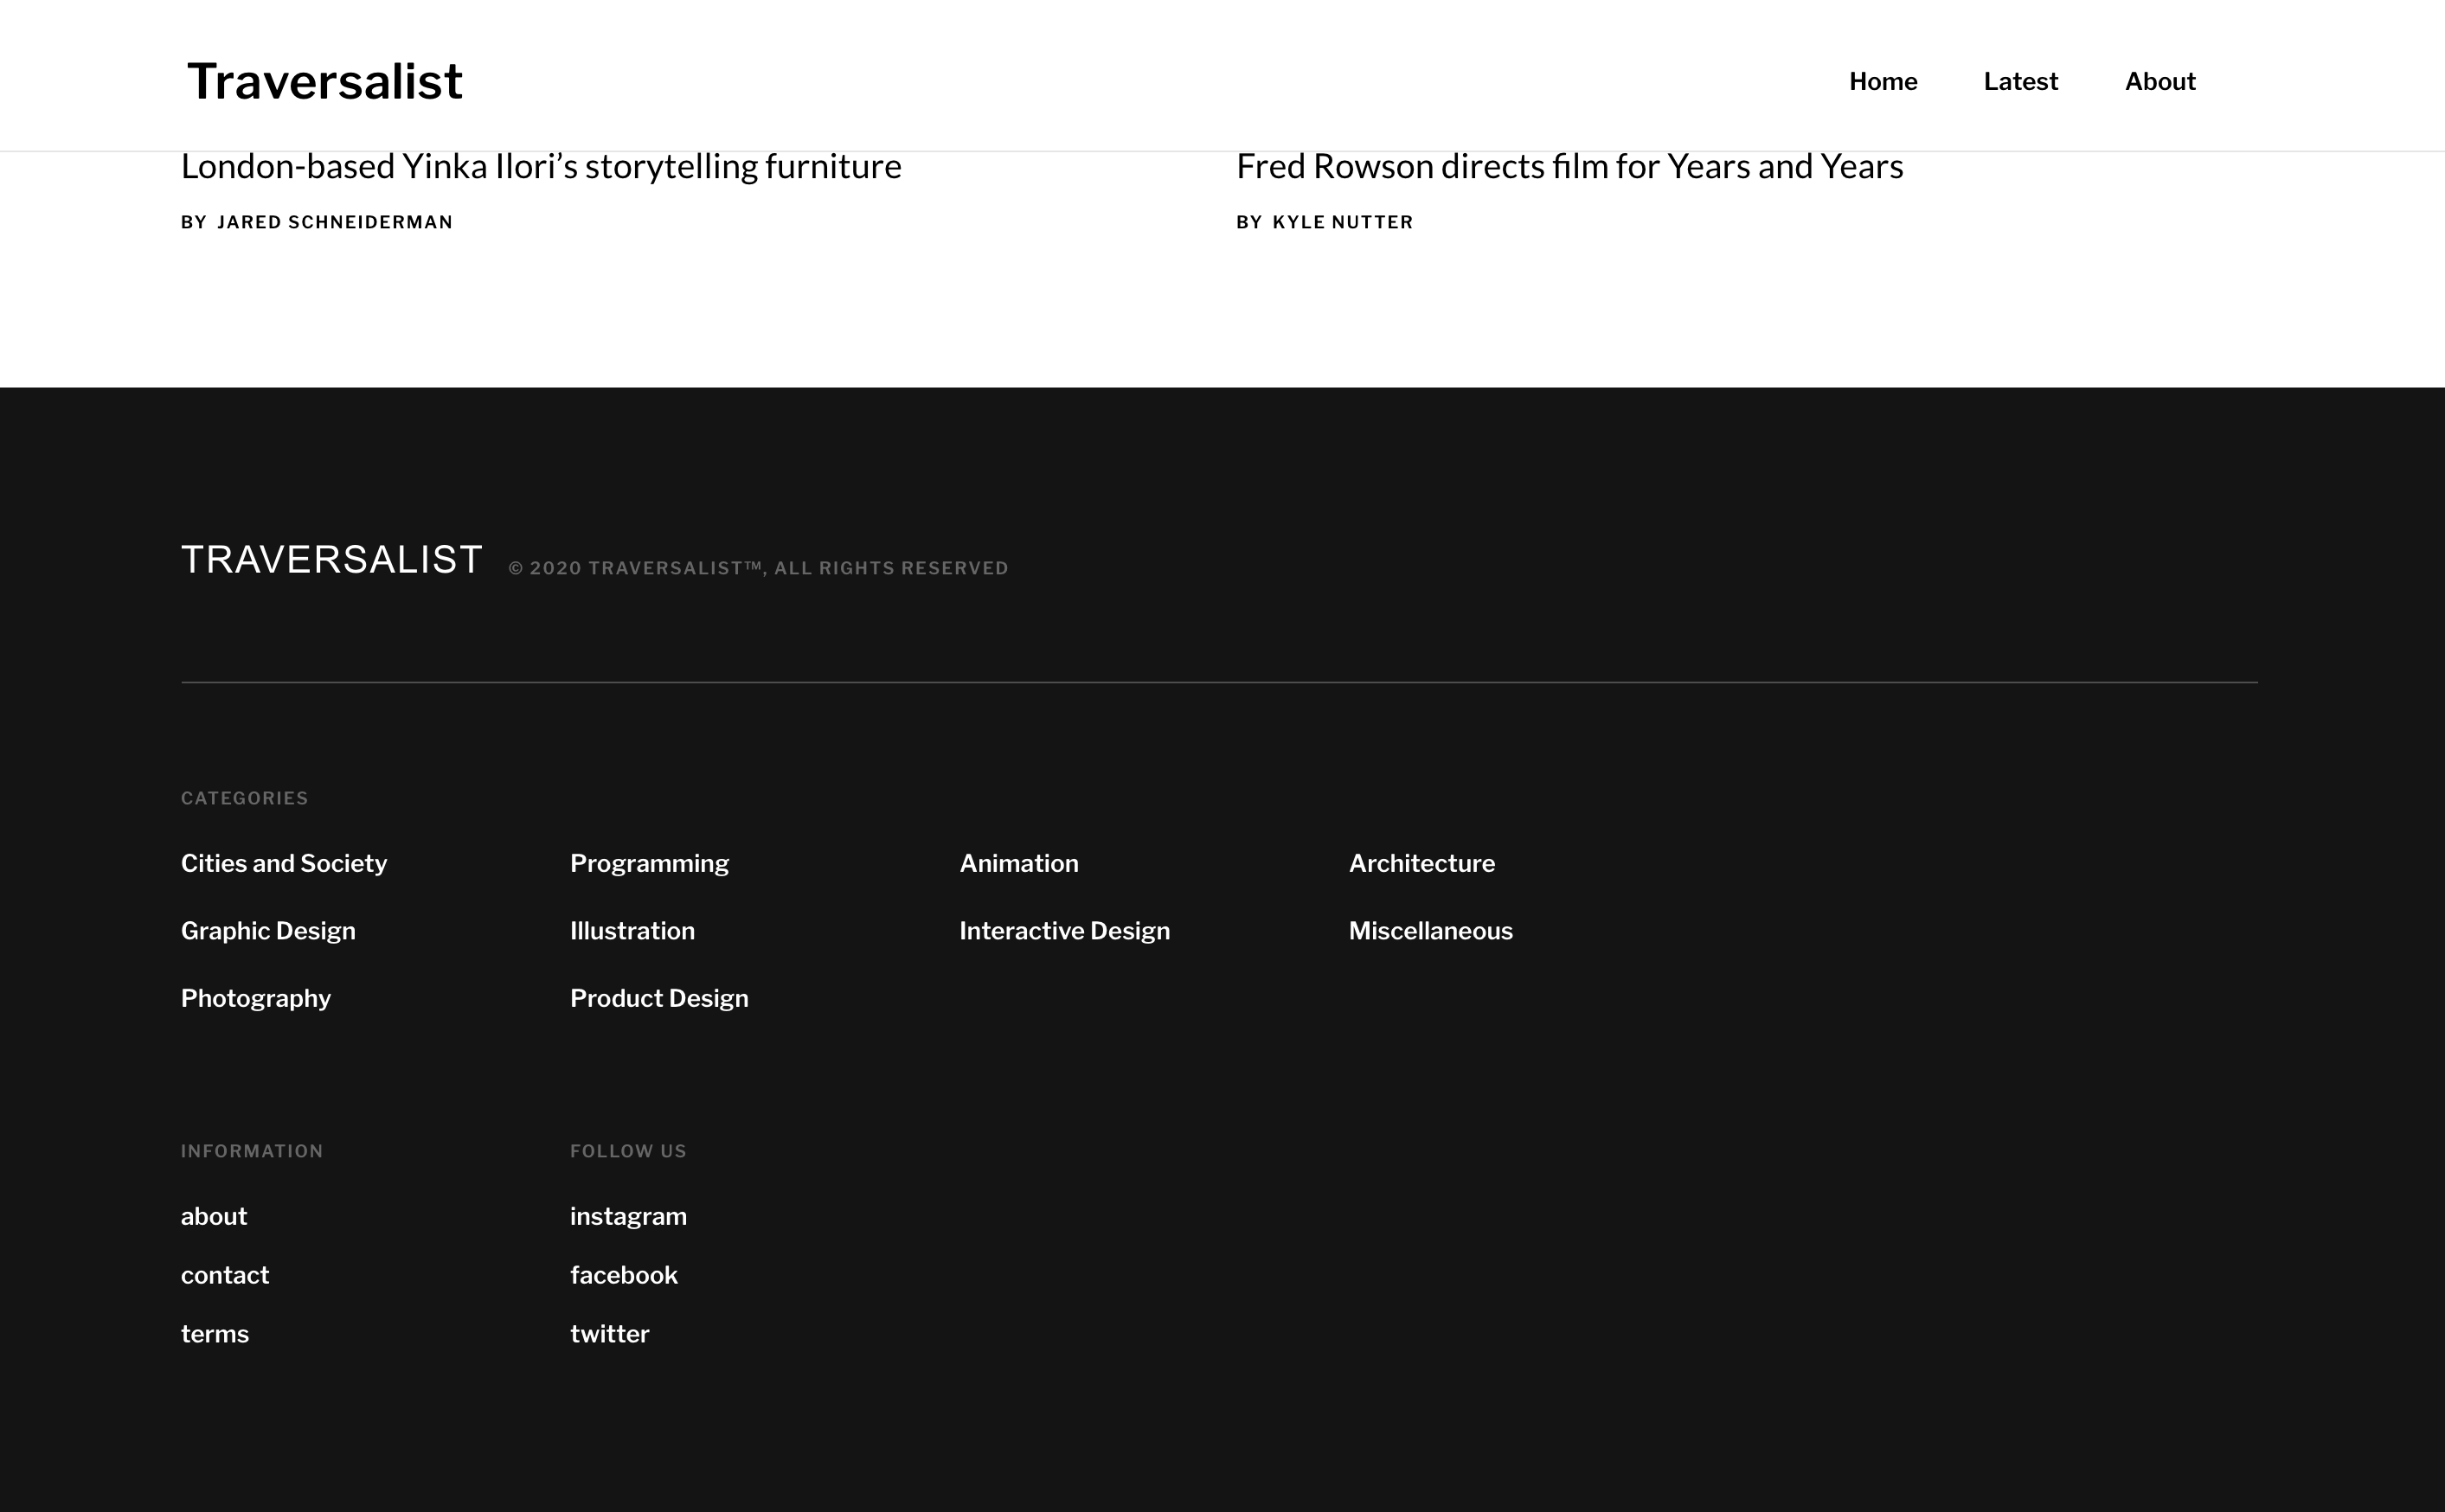 Traversalist
Home Latest About
London-based Yinka Ilori’s storytelling furniture
BY JARED SCHNEIDERMAN
Fred Rowson directs film for Years and Years
BY KYLE NUTTER
TRAVERSALIST © 2020 TRAVERSALIST™, ALL RIGHTS RESERVED
CATEGORIES
Cities and Society Programming Animation Architecture
Graphic Design Illustration Interactive Design Miscellaneous
Photography Product Design
INFORMATION
about
contact
terms
FOLLOW US
instagram
facebook
twitter